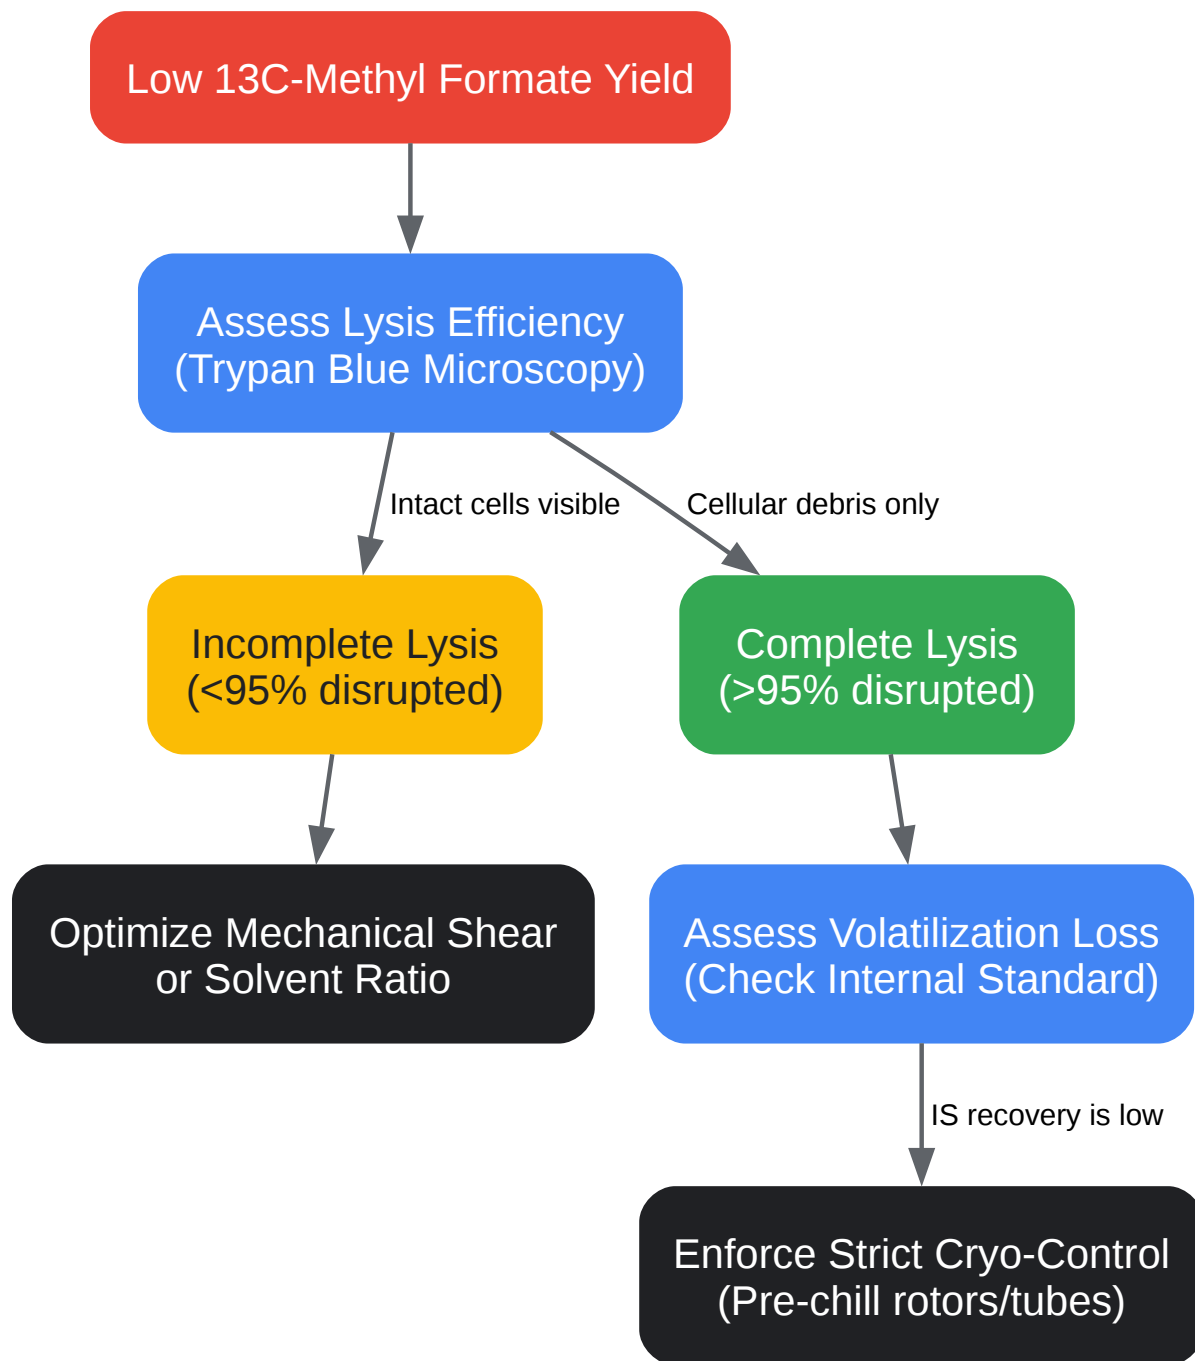 Low 13C-Methyl Formate Yield
Assess Lysis Efficiency
(Trypan Blue Microscopy)
Intact cells visible
Cellular debris only
Incomplete Lysis
(<95% disrupted)
Complete Lysis
(>95% disrupted)
Optimize Mechanical Shear
or Solvent Ratio
Assess Volatilization Loss
(Check Internal Standard)
IS recovery is low
Enforce Strict Cryo-Control
(Pre-chill rotors/tubes)